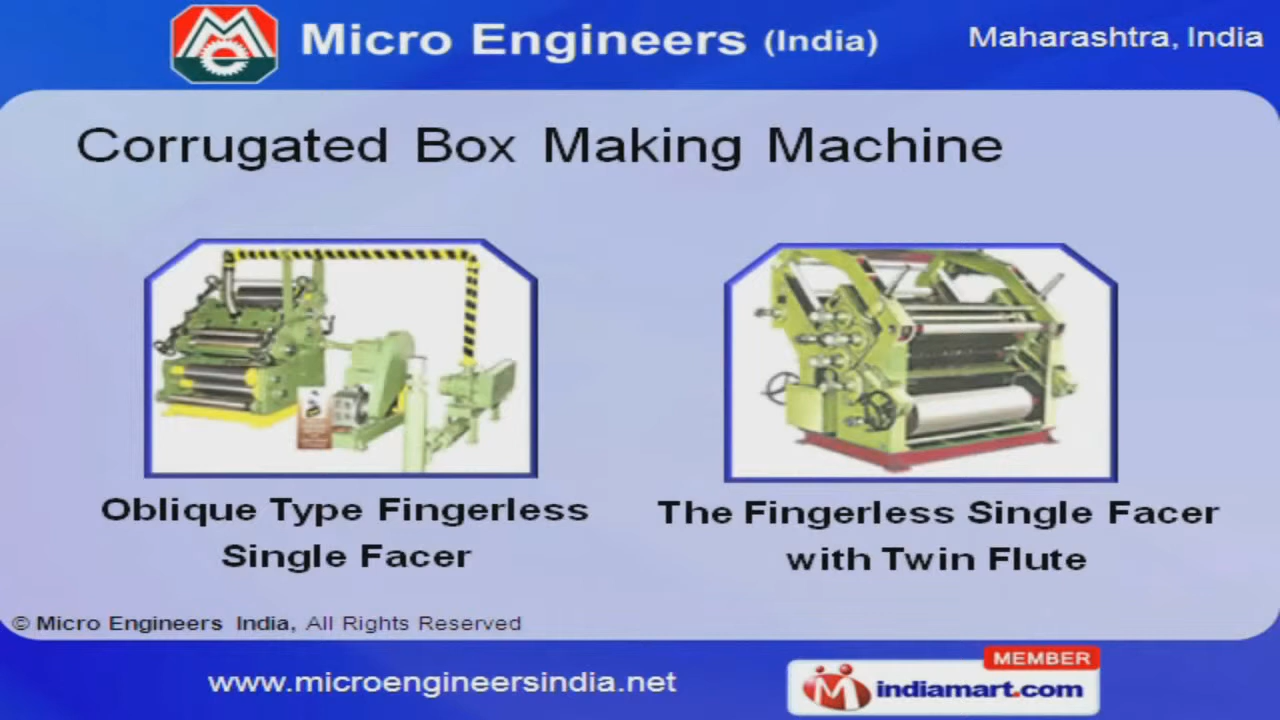 Micro Engineers (India)
Maharashtra, India
Corrugated Box Making Machine
Oblique Type Fingerless
Single Facer
The Fingerless Single Facer
with Twin Flute
© Micro Engineers India, All Rights Reserved
www.microengineersindia.net
MEMBER
indiamart.com